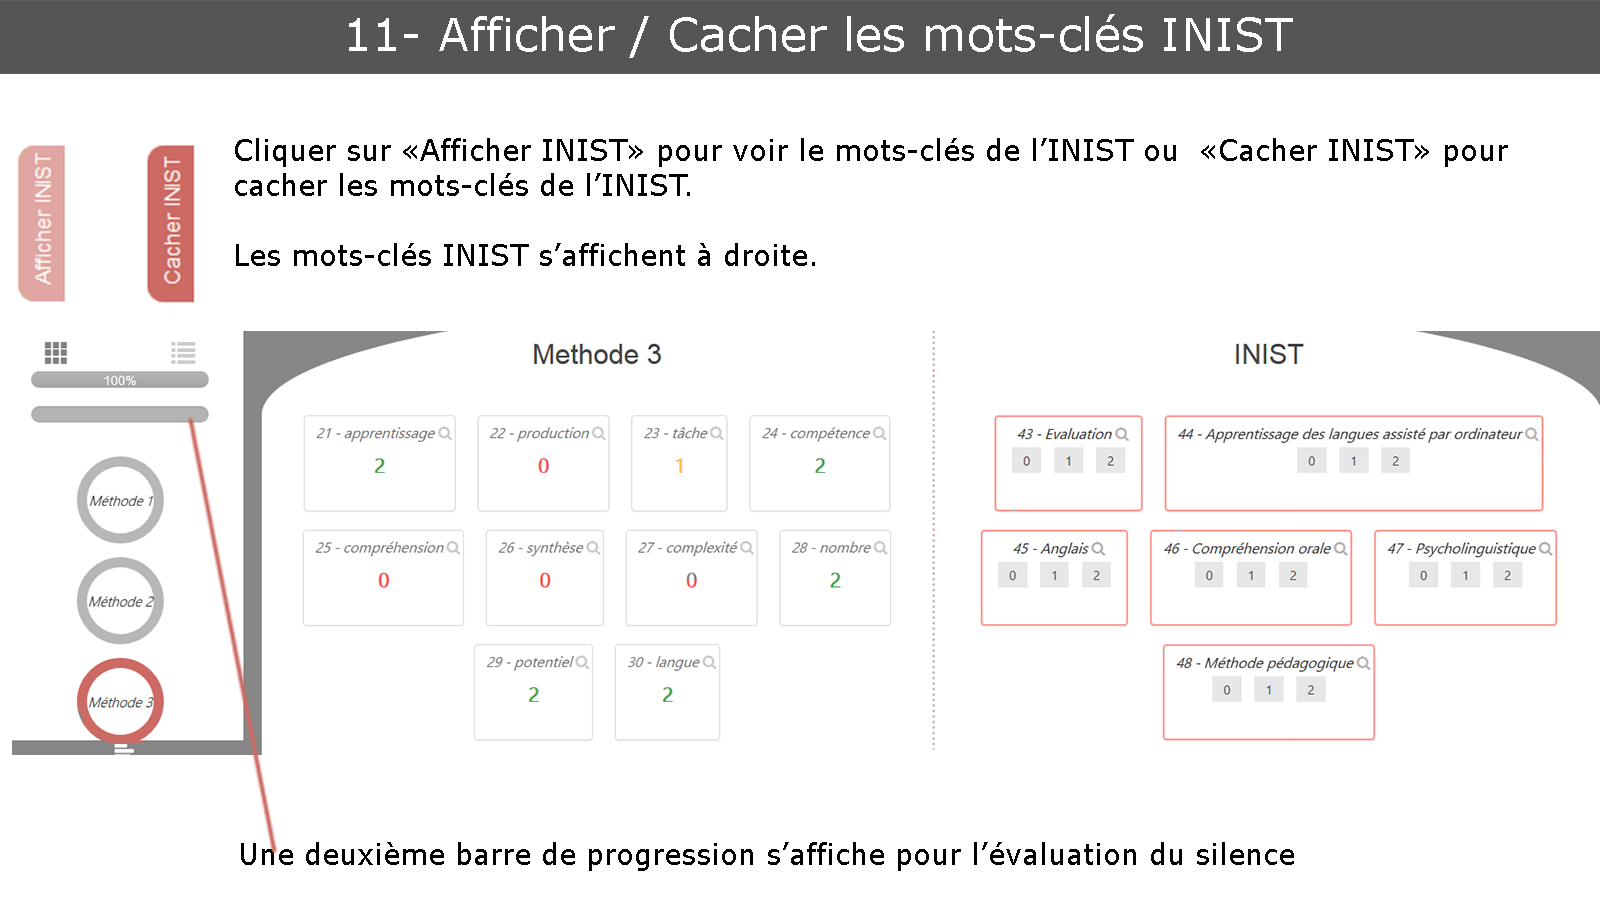 11- Afficher / Cacher les mots-clés INIST
Afficher INIST
Cacher INIST
Cliquer sur «Afficher INIST» pour voir le mots-clés de l’INIST ou «Cacher INIST» pour
cacher les mots-clés de l’INIST.
Les mots-clés INIST s’affichent à droite.
100%
Méthode 1
Méthode 2
Méthode 3
Methode 3
21 - apprentissage
2
22 - production
0
23 - tâche
1
24 - compétence
2
25 - compréhension
0
26 - synthèse
0
27 - complexité
0
28 - nombre
2
29 - potentiel
2
30 - langue
2
INIST
43 - Evaluation
0 1 2
44 - Apprentissage des langues assisté par ordinateur
0 1 2
45 - Anglais
0 1 2
46 - Compréhension orale
0 1 2
47 - Psycholinguistique
0 1 2
48 - Méthode pédagogique
0 1 2
Une deuxième barre de progression s’affiche pour l’évaluation du silence